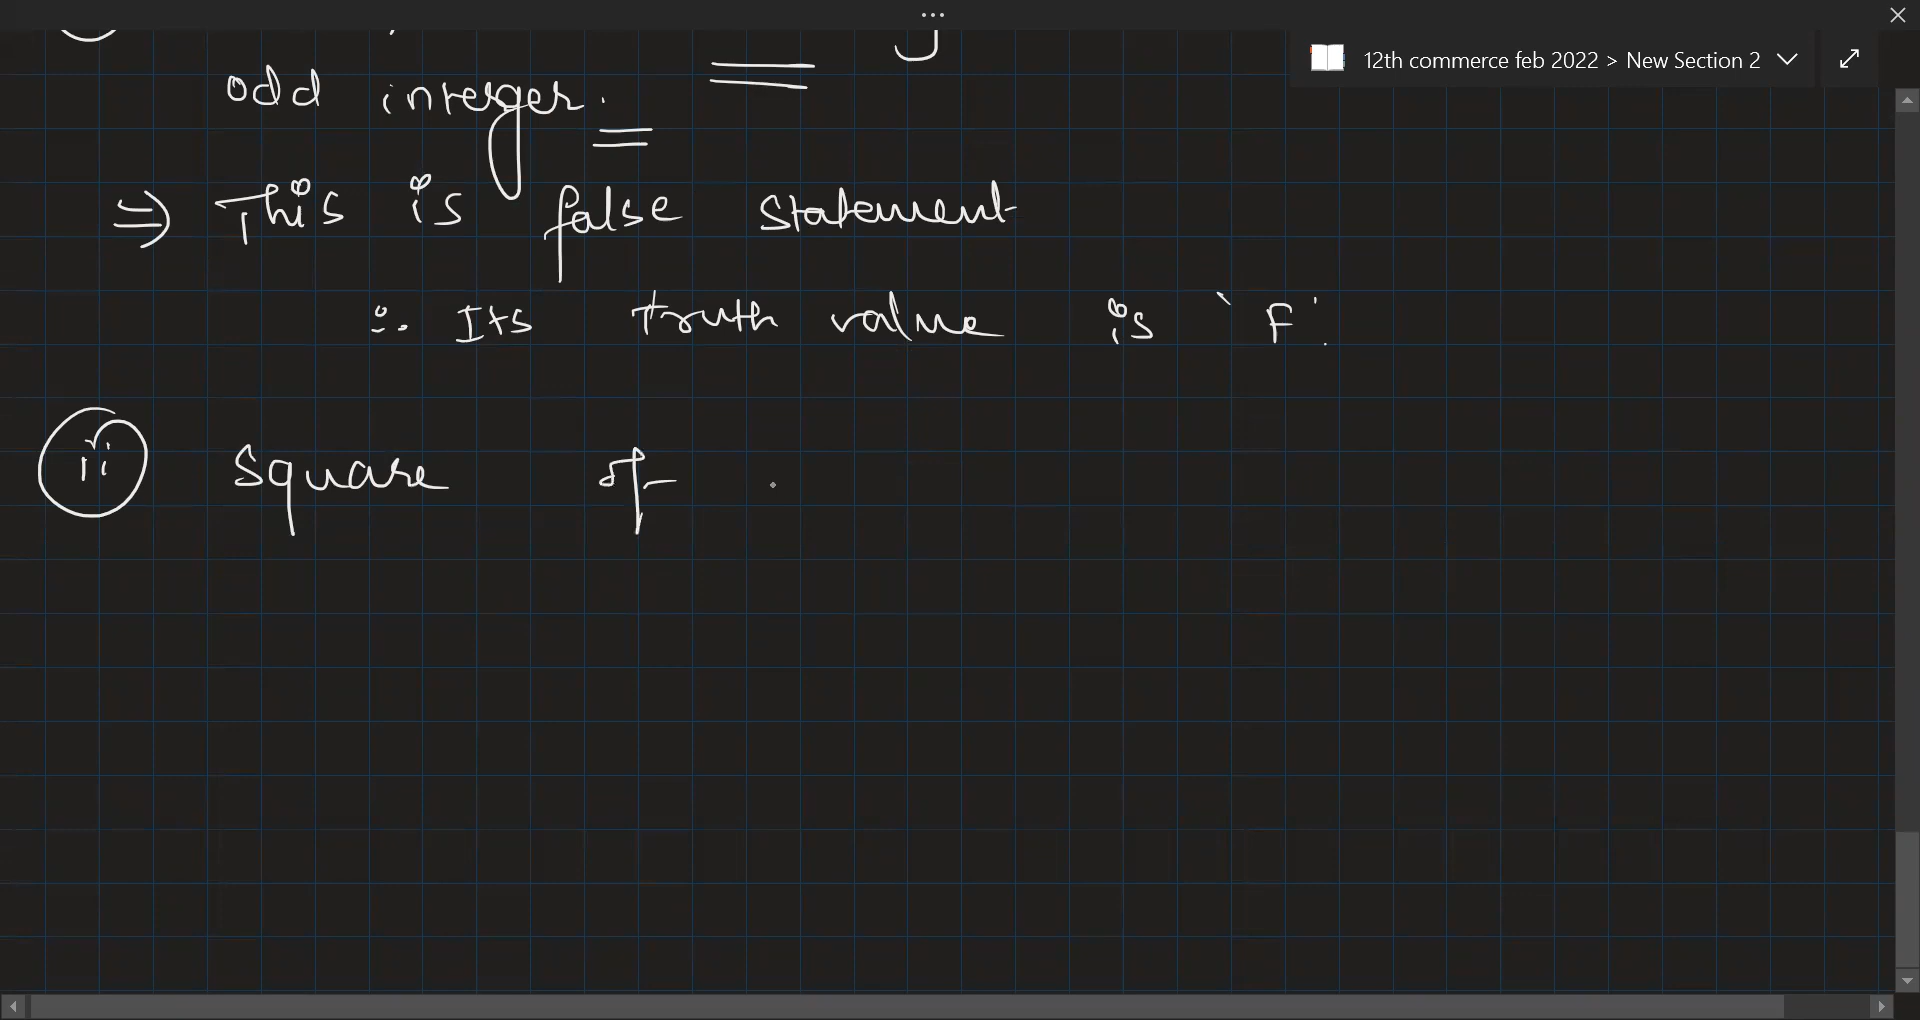 12th commerce feb 2022 > New Section 2
odd interger.
⇒ This is false statement
∴ Its truth value is 'F'.
ii Square of